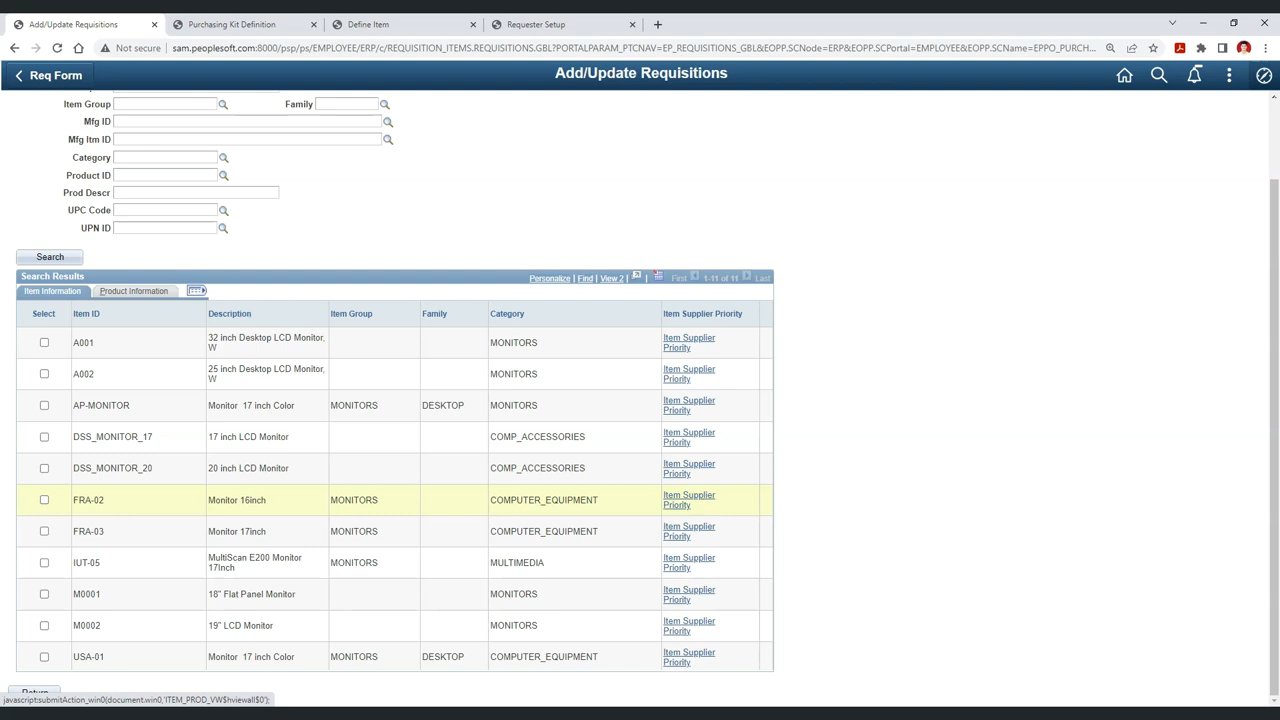 Add/Update Requisitions
Purchasing Kit Definition
Define Item
Requester Setup
Not secure | sam.peoplesoft.com:8000/psp/ps/EMPLOYEE/ERP/c/REQUISITION_ITEMS.REQUISITIONS.GBL?PORTALPARAM_PTCNAV=EP_REQUISITIONS_GBL&EOPP.SCNode=ERP&EOPP.SCPortal=EMPLOYEE&EOPP.SCName=EPPO_PURCH...
Req Form
Add/Update Requisitions
Item Group
Family
Mfg ID
Mfg Itm ID
Category
Product ID
Prod Descr
UPC Code
UPN ID
Search
Search Results
Personalize | Find | View 2 | | First 1-11 of 11 Last
Item Information
Product Information
Select Item ID Description Item Group Family Category Item Supplier Priority
A001 32 inch Desktop LCD Monitor, W MONITORS Item Supplier Priority
A002 25 inch Desktop LCD Monitor, W MONITORS Item Supplier Priority
AP-MONITOR Monitor 17 inch Color MONITORS DESKTOP MONITORS Item Supplier Priority
DSS_MONITOR_17 17 inch LCD Monitor COMP_ACCESSORIES Item Supplier Priority
DSS_MONITOR_20 20 inch LCD Monitor COMP_ACCESSORIES Item Supplier Priority
FRA-02 Monitor 16inch MONITORS COMPUTER_EQUIPMENT Item Supplier Priority
FRA-03 Monitor 17inch MONITORS COMPUTER_EQUIPMENT Item Supplier Priority
IUT-05 MultiScan E200 Monitor 17Inch MONITORS MULTIMEDIA Item Supplier Priority
M0001 18" Flat Panel Monitor MONITORS Item Supplier Priority
M0002 19" LCD Monitor MONITORS Item Supplier Priority
USA-01 Monitor 17 inch Color MONITORS DESKTOP COMPUTER_EQUIPMENT Item Supplier Priority
Return
javascript:submitAction_win0(document.win0,'ITEM_PROD_VW$hviewall$0');